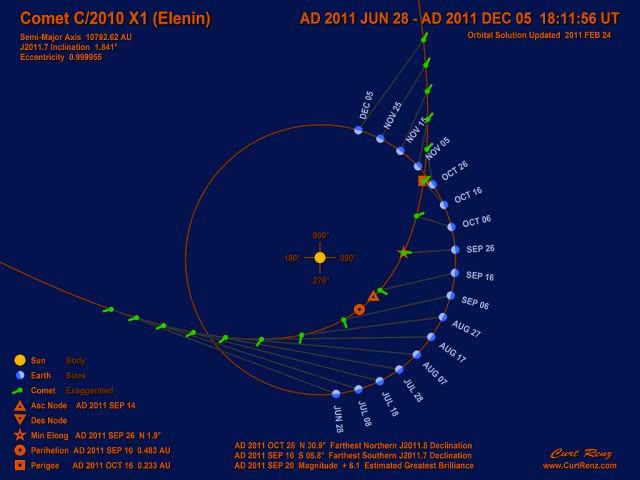 Comet C/2010 X1 (Elenin)
AD 2011 JUN 28 - AD 2011 DEC 05 18:11:56 UT
Semi-Major Axis 10792.62 AU
J2011.7 Inclination 1.841°
Eccentricity 0.999955
Orbital Solution Updated 2011 FEB 24
DEC 05
NOV 25
NOV 15
NOV 05
OCT 26
OCT 16
OCT 06
SEP 26
SEP 16
SEP 06
AUG 27
AUG 17
AUG 07
JUL 28
JUL 18
JUL 08
JUN 28
090°
180°
270°
Sun Body
Earth Sizes
Comet Exaggerated
Asc Node AD 2011 SEP 14
Des Node
Min Elong AD 2011 SEP 26 N 1.9°
Perihelion AD 2011 SEP 10 0.483 AU
Perigee AD 2011 OCT 16 0.233 AU
AD 2011 OCT 28 N 30.9° Farthest Northern J2011.8 Declination
AD 2011 SEP 10 S 05.8° Farthest Southern J2011.7 Declination
AD 2011 SEP 20 Magnitude + 6.1 Estimated Greatest Brilliance
Curt Renz
www.CurtRenz.com